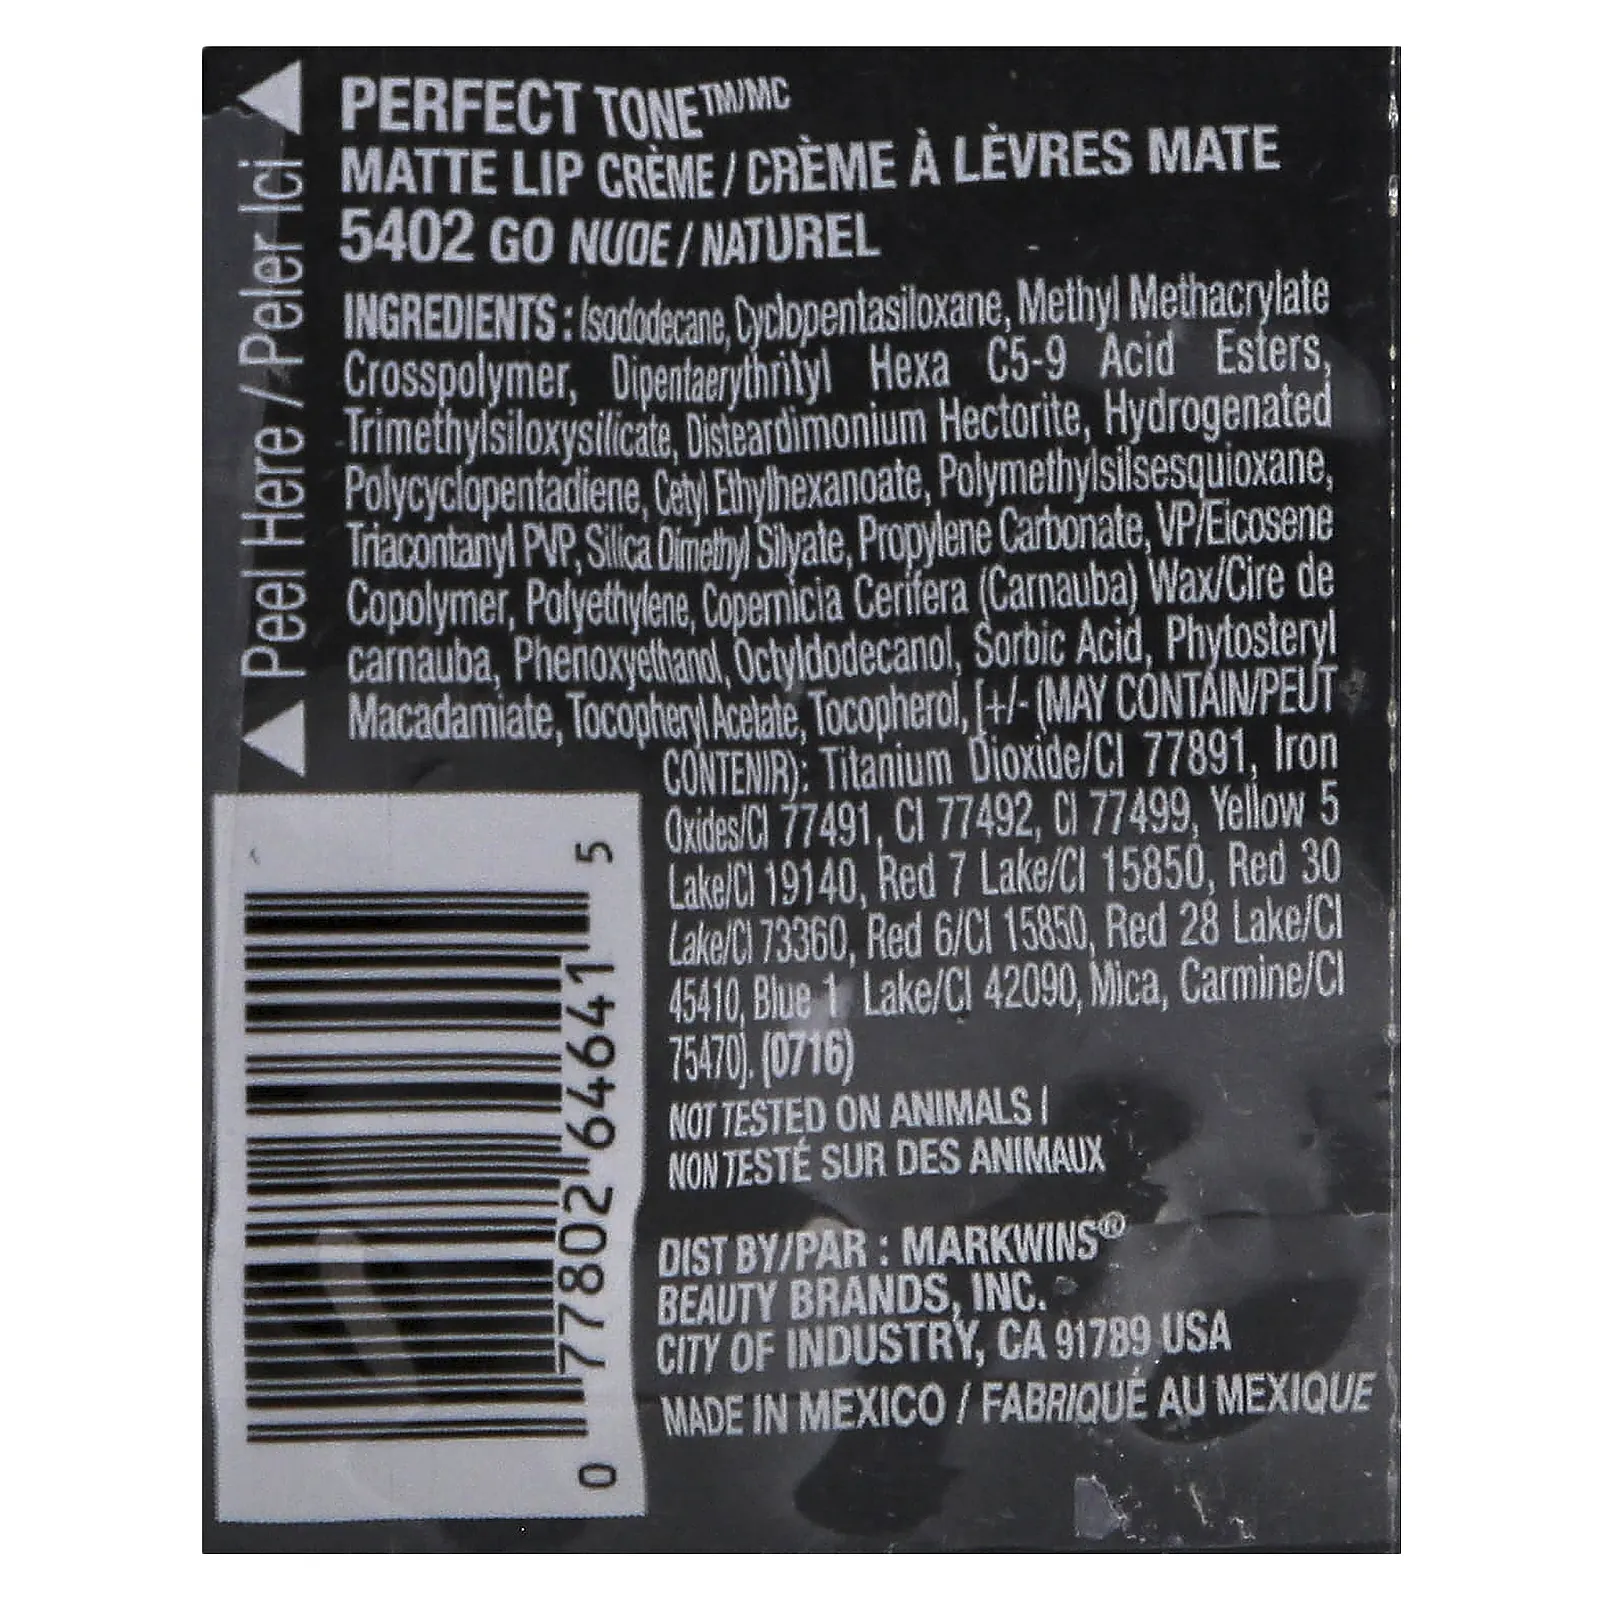 Peel Here / Peler Ici
PERFECT TONE™/MC
MATTE LIP CRÈME / CRÈME À LÈVRES MATE
5402 GO NUDE / NATUREL
INGREDIENTS : Isododecane, Cyclopentasiloxane, Methyl Methacrylate
Crosspolymer, Dipentaerythrityl Hexa C5-9 Acid Esters,
Trimethylsiloxysilicate, Disteardimonium Hectorite, Hydrogenated
Polycyclopentadiene, Cetyl Ethylhexanoate, Polymethylsilsesquioxane,
Triacontanyl PVP, Silica Dimethyl Silyate, Propylene Carbonate, VP/Eicosene
Copolymer, Polyethylene, Copernicia Cerifera (Carnauba) Wax/Cire de
carnauba, Phenoxyethanol, Octyldodecanol, Sorbic Acid, Phytosteryl
Macadamiate, Tocopheryl Acetate, Tocopherol, [+/- (MAY CONTAIN/PEUT
CONTENIR): Titanium Dioxide/CI 77891, Iron
Oxides/CI 77491, CI 77492, CI 77499, Yellow 5
Lake/CI 19140, Red 7 Lake/CI 15850, Red 30
Lake/CI 73360, Red 6/CI 15850, Red 28 Lake/CI
45410, Blue 1 Lake/CI 42090, Mica, Carmine/CI
75470]. (0716)
NOT TESTED ON ANIMALS /
NON TESTÉ SUR DES ANIMAUX
DIST BY/PAR : MARKWINS®
BEAUTY BRANDS, INC.
CITY OF INDUSTRY, CA 91789 USA
MADE IN MEXICO / FABRIQUÉ AU MEXIQUE
0 77802 64641 5